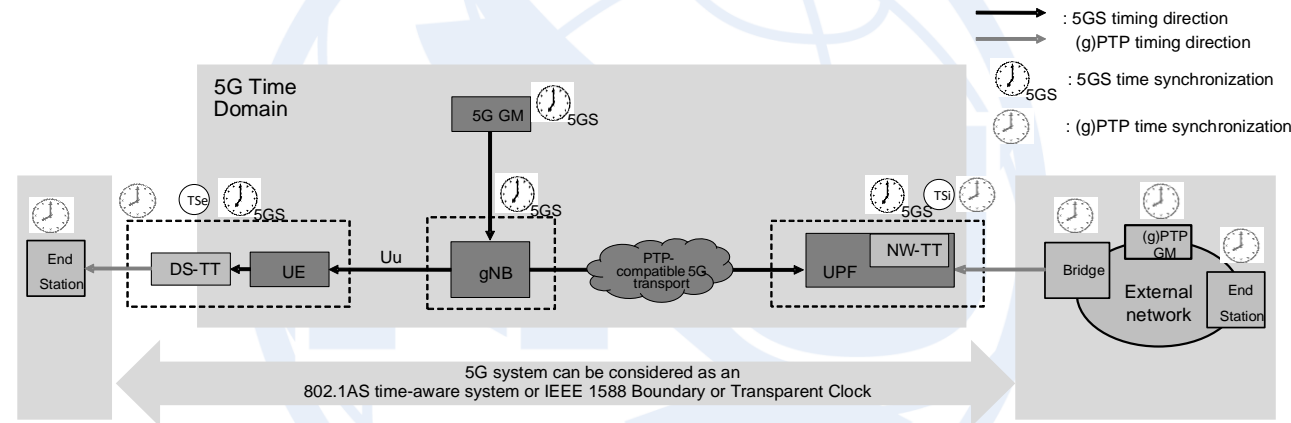 : 5GS timing direction
(g)PTP timing direction
5GS : 5GS time synchronization
: (g)PTP time synchronization
5G Time
Domain
5G GM
5GS
5GS
TSe
5GS
5GS
TSi
End
Station
DS-TT
UE
Uu
gNB
PTP-
compatible 5G
transport
UPF
NW-TT
Bridge
(g)PTP
GM
External
network
End
Station
5G system can be considered as an
802.1AS time-aware system or IEEE 1588 Boundary or Transparent Clock